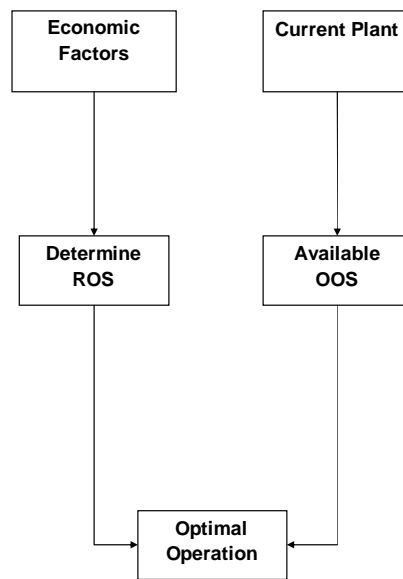 Economic
Factors
Current Plant
Determine
ROS
Available
OOS
Optimal
Operation